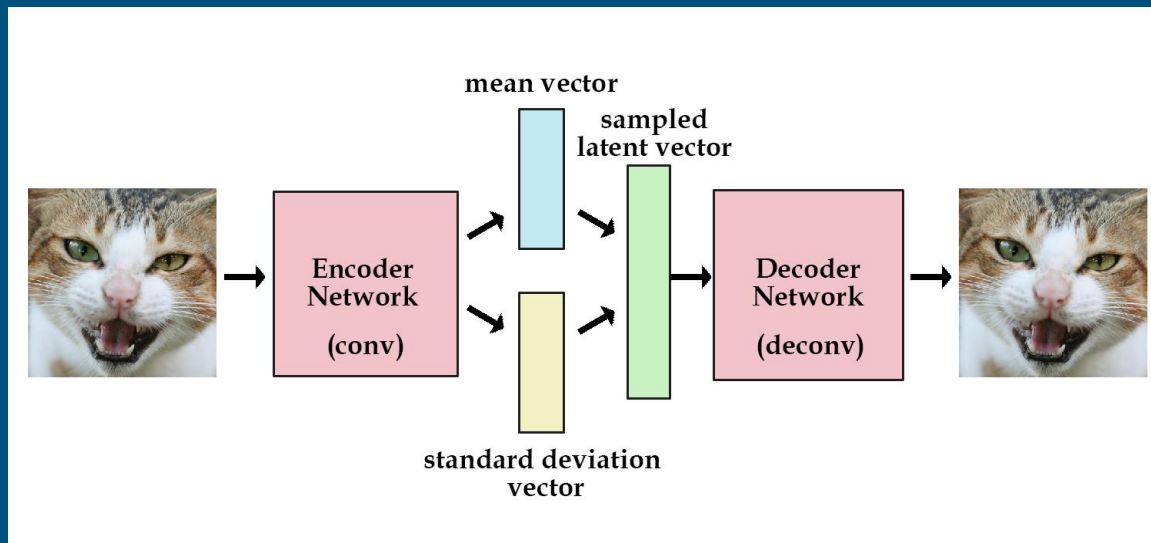 mean vector
sampled
latent vector
Encoder
Network
(conv)
Decoder
Network
(deconv)
standard deviation
vector